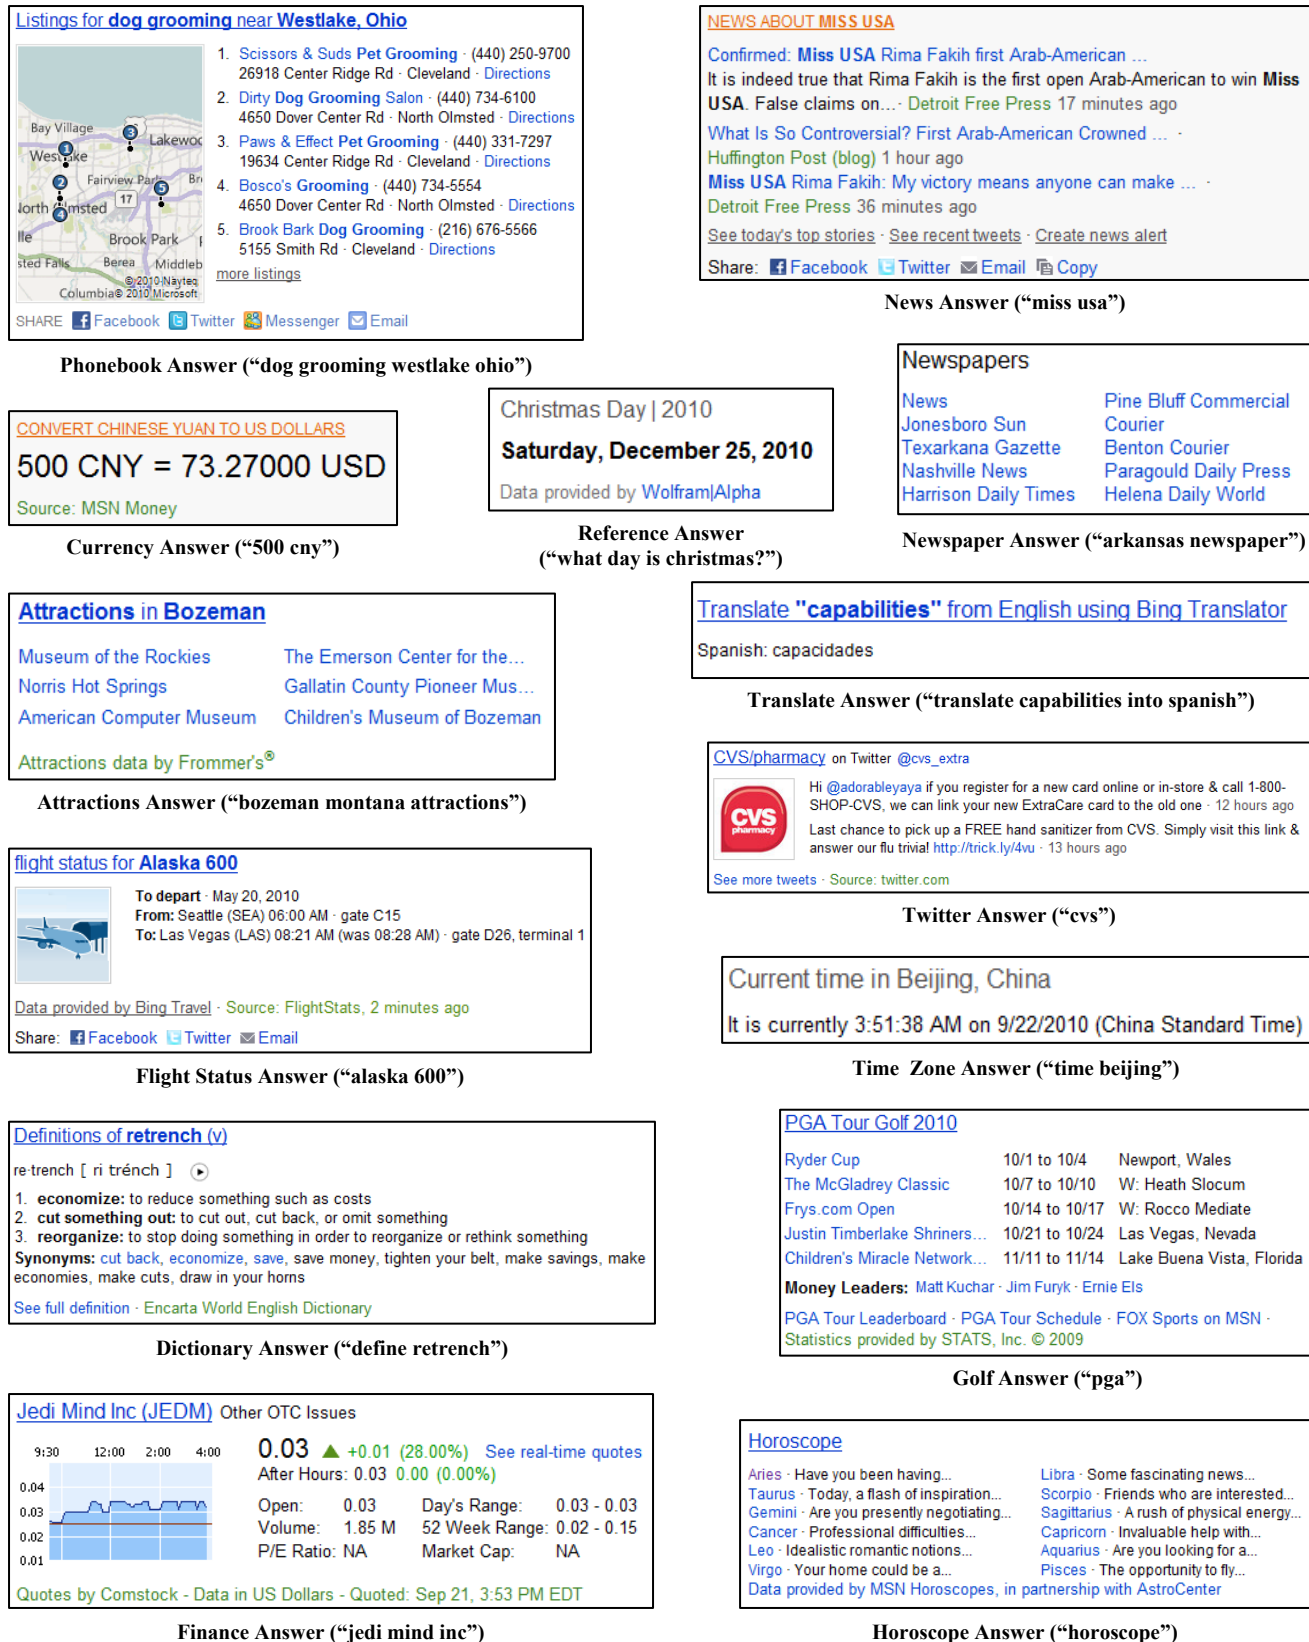 Listings for dog grooming near Westlake, Ohio
Bay Village
Lakewoo
Westlake
Fairview Park
Br
North Olmsted
17
lle
Brook Park
sted Falls
Berea
Middleb
© 2010 Navteq
Columbia© 2010 Microsoft
1. Scissors & Suds Pet Grooming · (440) 250-9700
26918 Center Ridge Rd · Cleveland · Directions
2. Dirty Dog Grooming Salon · (440) 734-6100
4650 Dover Center Rd · North Olmsted · Directions
3. Paws & Effect Pet Grooming · (440) 331-7297
19634 Center Ridge Rd · Cleveland · Directions
4. Bosco's Grooming · (440) 734-5554
4650 Dover Center Rd · North Olmsted · Directions
5. Brook Bark Dog Grooming · (216) 676-5566
5155 Smith Rd · Cleveland · Directions
more listings
SHARE Facebook Twitter Messenger Email
Phonebook Answer (“dog grooming westlake ohio”)
NEWS ABOUT MISS USA
Confirmed: Miss USA Rima Fakih first Arab-American ...
It is indeed true that Rima Fakih is the first open Arab-American to win Miss
USA. False claims on...· Detroit Free Press 17 minutes ago
What Is So Controversial? First Arab-American Crowned ... ·
Huffington Post (blog) 1 hour ago
Miss USA Rima Fakih: My victory means anyone can make ... ·
Detroit Free Press 36 minutes ago
See today's top stories · See recent tweets · Create news alert
Share: Facebook Twitter Email Copy
News Answer (“miss usa”)
CONVERT CHINESE YUAN TO US DOLLARS
500 CNY = 73.27000 USD
Source: MSN Money
Currency Answer (“500 cny”)
Christmas Day | 2010
Saturday, December 25, 2010
Data provided by Wolfram|Alpha
Reference Answer
(“what day is christmas?”)
Newspapers
News
Jonesboro Sun
Texarkana Gazette
Nashville News
Harrison Daily Times
Pine Bluff Commercial
Courier
Benton Courier
Paragould Daily Press
Helena Daily World
Newspaper Answer (“arkansas newspaper”)
Attractions in Bozeman
Museum of the Rockies
Norris Hot Springs
American Computer Museum
The Emerson Center for the...
Gallatin County Pioneer Mus...
Children's Museum of Bozeman
Attractions data by Frommer's®
Attractions Answer (“bozeman montana attractions”)
Translate "capabilities" from English using Bing Translator
Spanish: capacidades
Translate Answer (“translate capabilities into spanish”)
CVS/pharmacy on Twitter @cvs_extra
CVS
pharmacy
Hi @adorableyaya if you register for a new card online or in-store & call 1-800-
SHOP-CVS, we can link your new ExtraCare card to the old one · 12 hours ago
Last chance to pick up a FREE hand sanitizer from CVS. Simply visit this link &
answer our flu trivia! http://trick.ly/4vu · 13 hours ago
See more tweets · Source: twitter.com
Twitter Answer (“cvs”)
flight status for Alaska 600
To depart · May 20, 2010
From: Seattle (SEA) 06:00 AM · gate C15
To: Las Vegas (LAS) 08:21 AM (was 08:28 AM) · gate D26, terminal 1
Data provided by Bing Travel · Source: FlightStats, 2 minutes ago
Share: Facebook Twitter Email
Flight Status Answer (“alaska 600”)
Current time in Beijing, China
It is currently 3:51:38 AM on 9/22/2010 (China Standard Time)
Time Zone Answer (“time beijing”)
Definitions of retrench (v)
re·trench [ ri trénch ]
1. economize: to reduce something such as costs
2. cut something out: to cut out, cut back, or omit something
3. reorganize: to stop doing something in order to reorganize or rethink something
Synonyms: cut back, economize, save, save money, tighten your belt, make savings, make
economies, make cuts, draw in your horns
See full definition · Encarta World English Dictionary
Dictionary Answer (“define retrench”)
PGA Tour Golf 2010
Ryder Cup 10/1 to 10/4 Newport, Wales
The McGladrey Classic 10/7 to 10/10 W: Heath Slocum
Frys.com Open 10/14 to 10/17 W: Rocco Mediate
Justin Timberlake Shriners... 10/21 to 10/24 Las Vegas, Nevada
Children's Miracle Network... 11/11 to 11/14 Lake Buena Vista, Florida
Money Leaders: Matt Kuchar · Jim Furyk · Ernie Els
PGA Tour Leaderboard · PGA Tour Schedule · FOX Sports on MSN ·
Statistics provided by STATS, Inc. © 2009
Golf Answer (“pga”)
Jedi Mind Inc (JEDM) Other OTC Issues
9:30 12:00 2:00 4:00
0.04
0.03
0.02
0.01
0.03 +0.01 (28.00%) See real-time quotes
After Hours: 0.03 0.00 (0.00%)
Open: 0.03 Day's Range: 0.03 - 0.03
Volume: 1.85 M 52 Week Range: 0.02 - 0.15
P/E Ratio: NA Market Cap: NA
Quotes by Comstock - Data in US Dollars - Quoted: Sep 21, 3:53 PM EDT
Finance Answer (“jedi mind inc”)
Horoscope
Aries · Have you been having...
Taurus · Today, a flash of inspiration...
Gemini · Are you presently negotiating...
Cancer · Professional difficulties...
Leo · Idealistic romantic notions...
Virgo · Your home could be a...
Libra · Some fascinating news...
Scorpio · Friends who are interested...
Sagittarius · A rush of physical energy...
Capricorn · Invaluable help with...
Aquarius · Are you looking for a...
Pisces · The opportunity to fly...
Data provided by MSN Horoscopes, in partnership with AstroCenter
Horoscope Answer (“horoscope”)